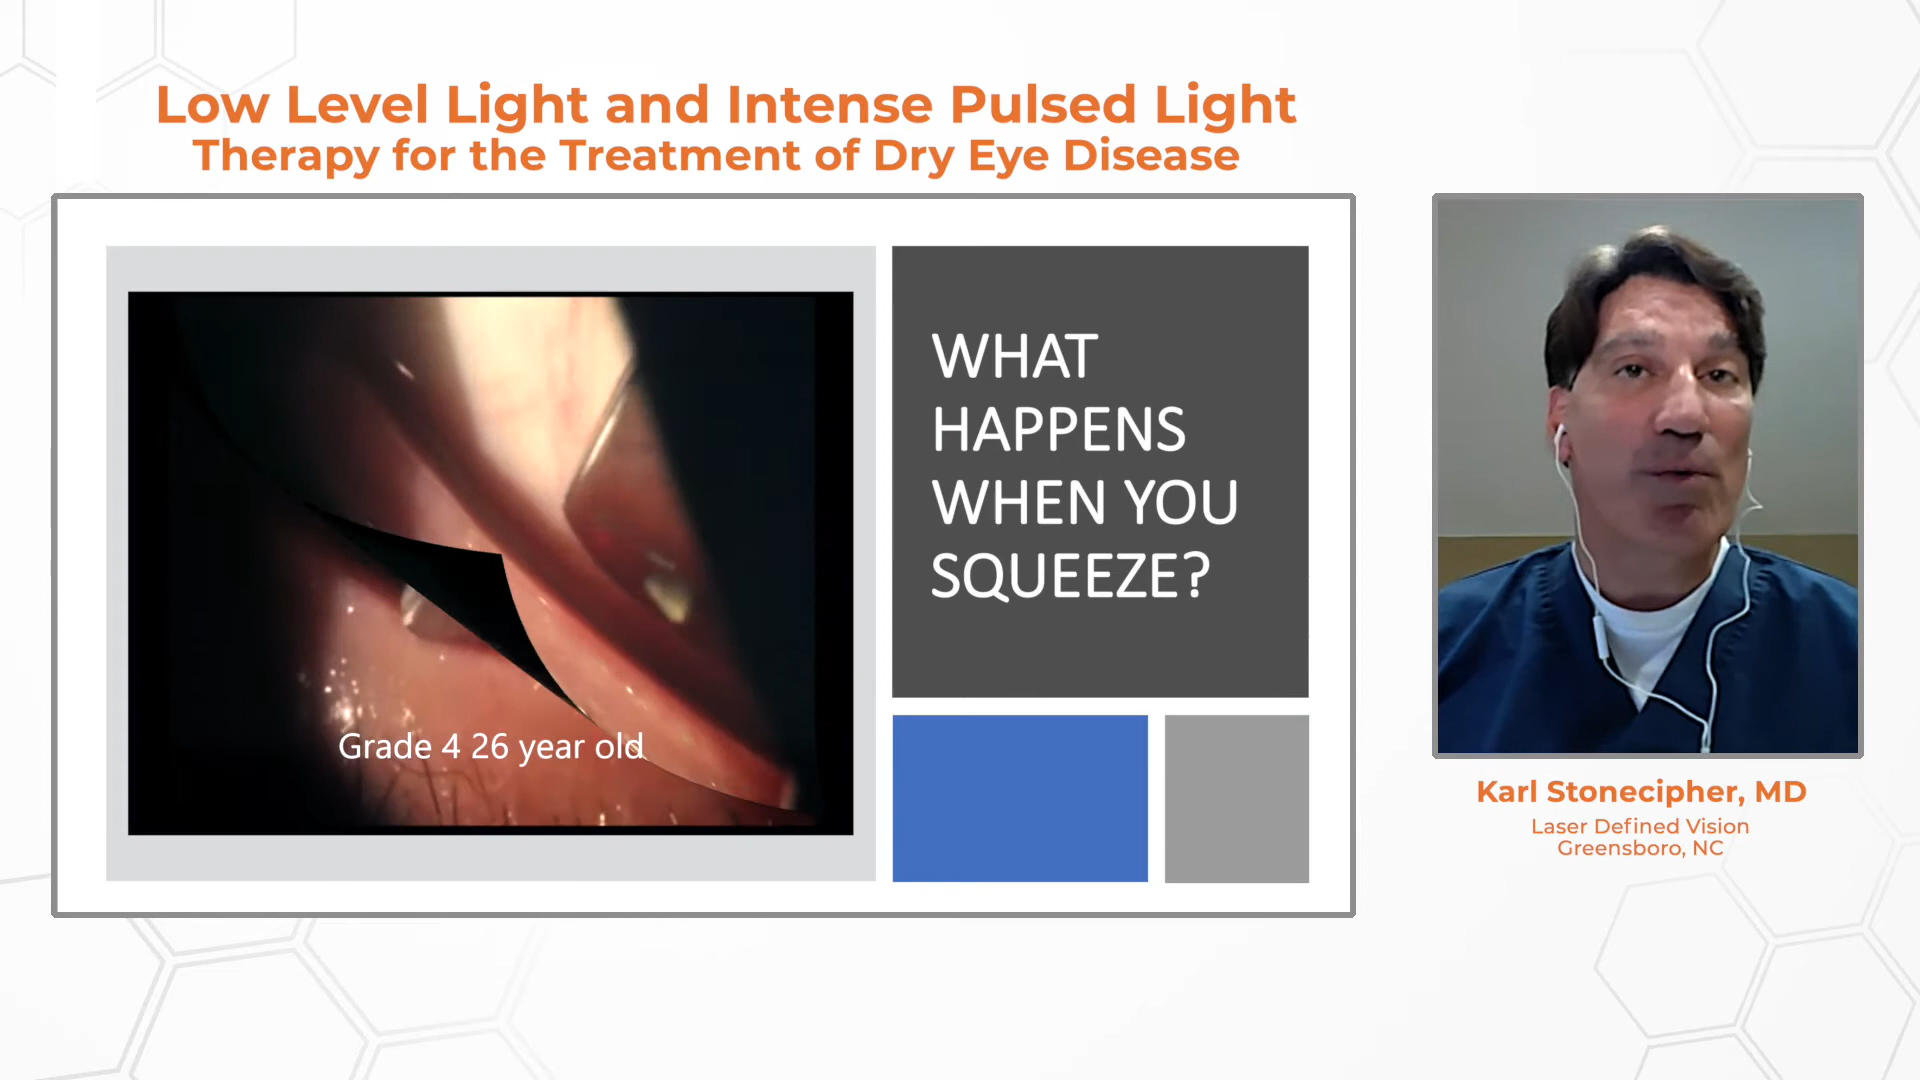 Low Level Light and Intense Pulsed Light
Therapy for the Treatment of Dry Eye Disease
Grade 4 26 year old
WHAT
HAPPENS
WHEN YOU
SQUEEZE?
Karl Stonecipher, MD
Laser Defined Vision
Greensboro, NC